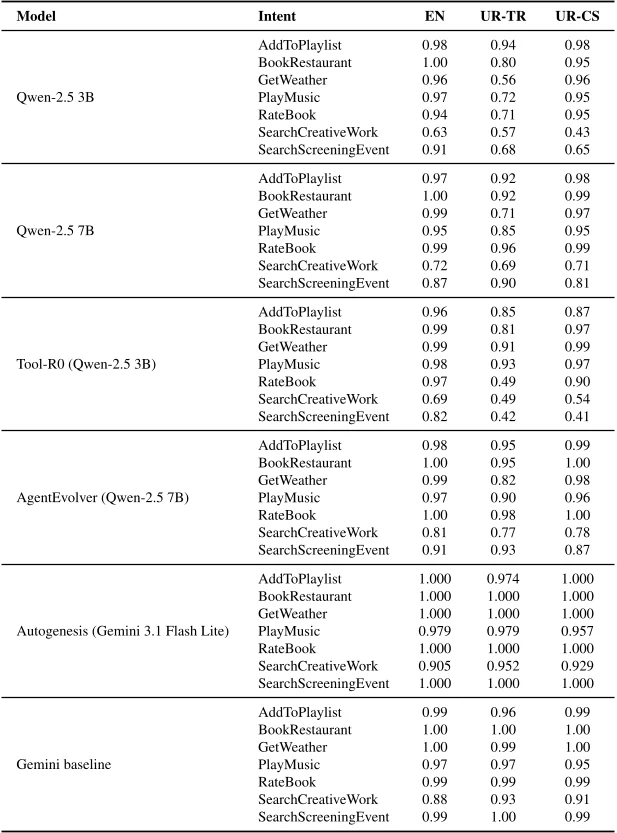 Model Intent EN UR-TR UR-CS
AddToPlaylist 0.98 0.94 0.98
BookRestaurant 1.00 0.80 0.95
GetWeather 0.96 0.56 0.96
Qwen-2.5 3B PlayMusic 0.97 0.72 0.95
RateBook 0.94 0.71 0.95
SearchCreativeWork 0.63 0.57 0.43
SearchScreeningEvent 0.91 0.68 0.65
AddToPlaylist 0.97 0.92 0.98
BookRestaurant 1.00 0.92 0.99
GetWeather 0.99 0.71 0.97
Qwen-2.5 7B PlayMusic 0.95 0.85 0.95
RateBook 0.99 0.96 0.99
SearchCreativeWork 0.72 0.69 0.71
SearchScreeningEvent 0.87 0.90 0.81
AddToPlaylist 0.96 0.85 0.87
BookRestaurant 0.99 0.81 0.97
GetWeather 0.99 0.91 0.99
Tool-R0 (Qwen-2.5 3B) PlayMusic 0.98 0.93 0.97
RateBook 0.97 0.49 0.90
SearchCreativeWork 0.69 0.49 0.54
SearchScreeningEvent 0.82 0.42 0.41
AddToPlaylist 0.98 0.95 0.99
BookRestaurant 1.00 0.95 1.00
GetWeather 0.99 0.82 0.98
AgentEvolver (Qwen-2.5 7B) PlayMusic 0.97 0.90 0.96
RateBook 1.00 0.98 1.00
SearchCreativeWork 0.81 0.77 0.78
SearchScreeningEvent 0.91 0.93 0.87
AddToPlaylist 1.000 0.974 1.000
BookRestaurant 1.000 1.000 1.000
GetWeather 1.000 1.000 1.000
Autogenesis (Gemini 3.1 Flash Lite) PlayMusic 0.979 0.979 0.957
RateBook 1.000 1.000 1.000
SearchCreativeWork 0.905 0.952 0.929
SearchScreeningEvent 1.000 1.000 1.000
AddToPlaylist 0.99 0.96 0.99
BookRestaurant 1.00 1.00 1.00
GetWeather 1.00 0.99 1.00
Gemini baseline PlayMusic 0.97 0.97 0.95
RateBook 0.99 0.99 0.99
SearchCreativeWork 0.88 0.93 0.91
SearchScreeningEvent 0.99 1.00 0.99